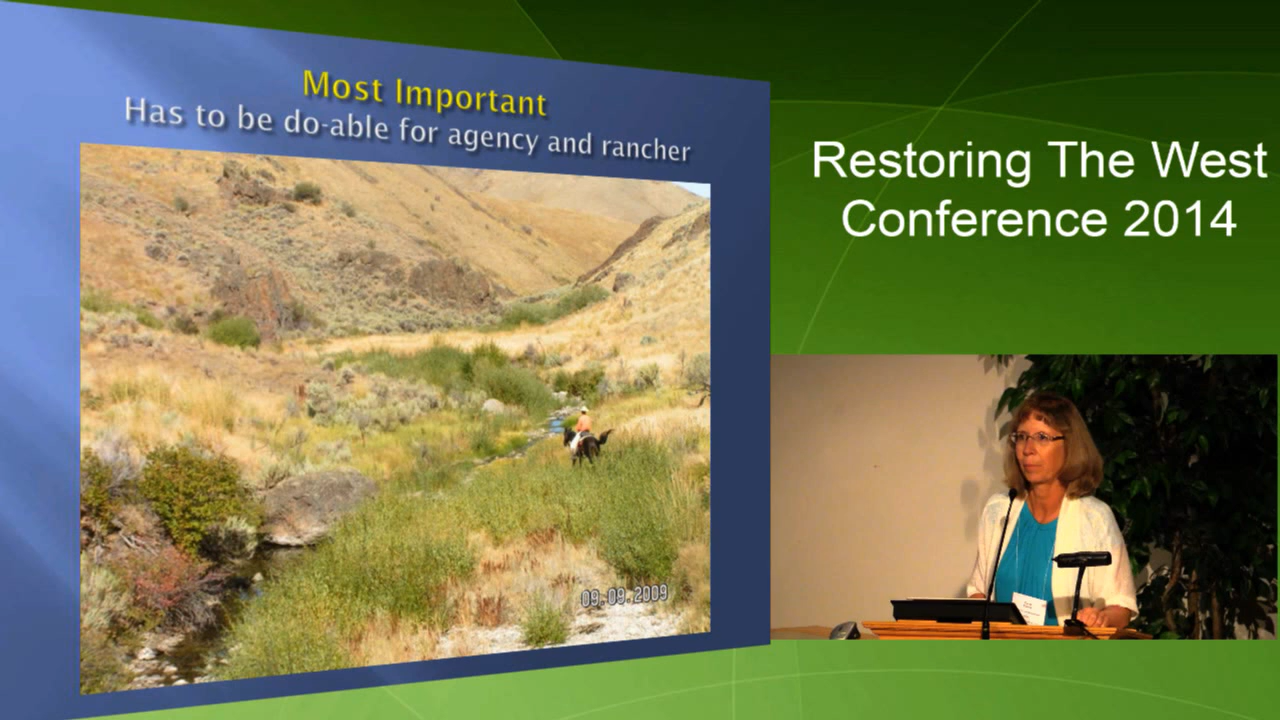 Most Important
Has to be do-able for agency and rancher
Restoring The West
Conference 2014
09.09.2009